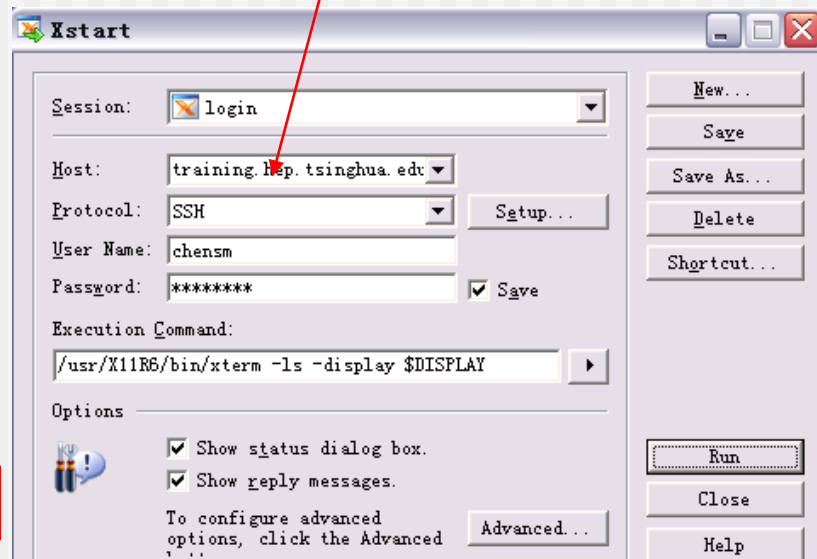 Xstart
Session: login
Host: training.hep.tsinghua.edu
Protocol: SSH Setup...
User Name: chensm
Password: ******** Save
Execution Command:
/usr/X11R6/bin/xterm -ls -display $DISPLAY
Options
Show status dialog box.
Show reply messages.
To configure advanced
options, click the Advanced
Advanced...
New...
Save
Save As...
Delete
Shortcut...
Run
Close
Help